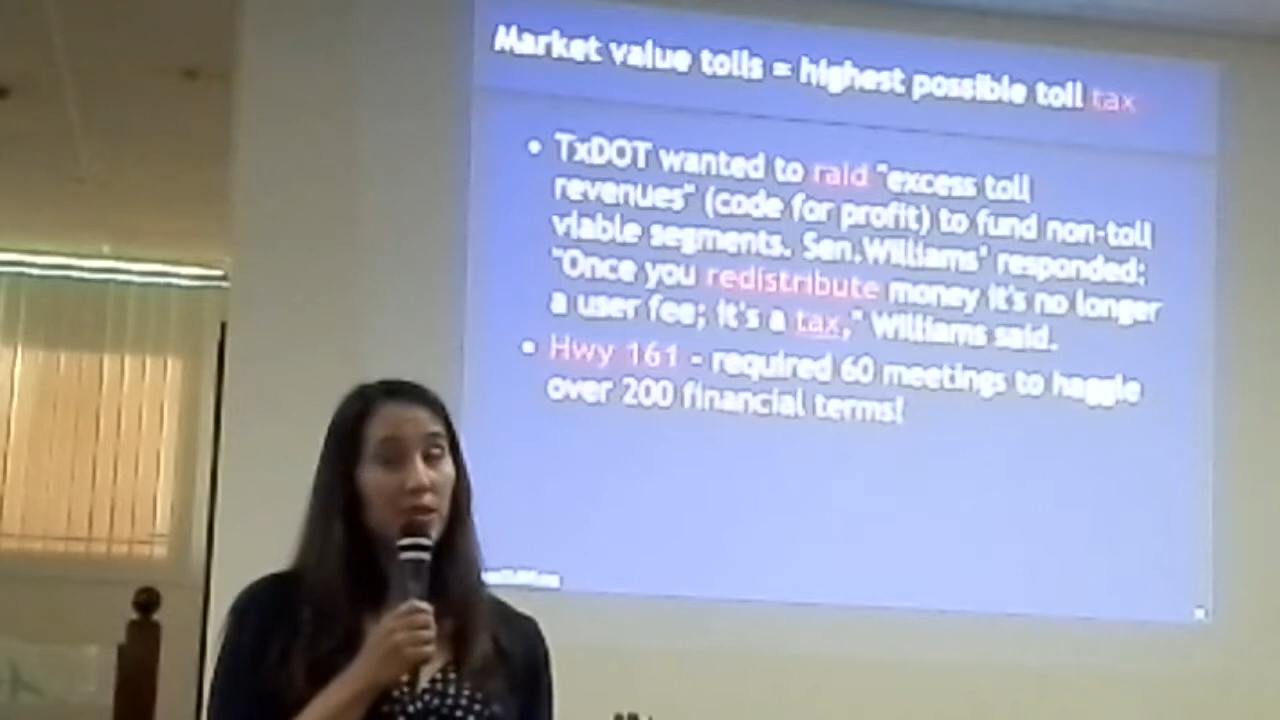 Market value tolls = highest possible toll tax
• TxDOT wanted to raid "excess toll
revenues" (code for profit) to fund non-toll
viable segments. Sen.Williams' responded:
"Once you redistribute money it's no longer
a user fee; it's a tax," Williams said.
• Hwy 161 - required 60 meetings to haggle
over 200 financial terms!